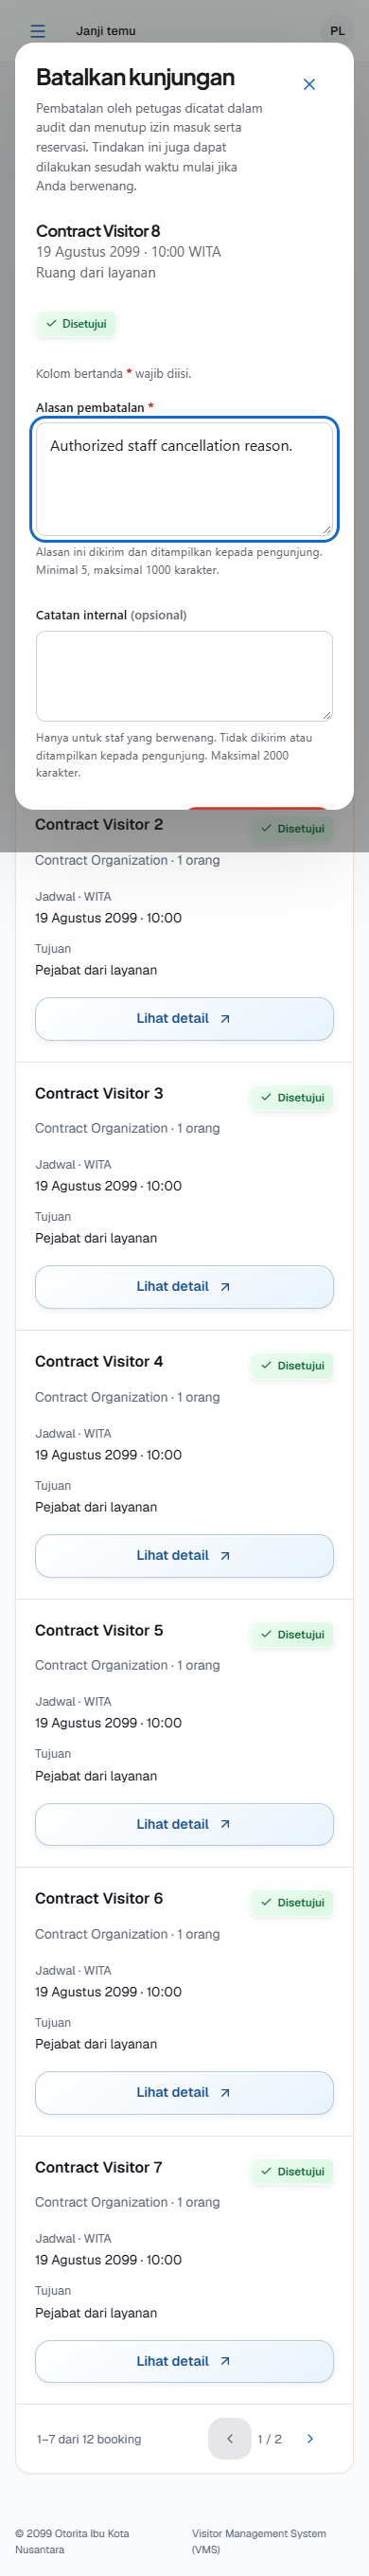 Janji temu
PL
Batalkan kunjungan
Pembatalan oleh petugas dicatat dalam
audit dan menutup izin masuk serta
reservasi. Tindakan ini juga dapat
dilakukan sesudah waktu mulai jika
Anda berwenang.
Contract Visitor 8
19 Agustus 2099 · 10:00 WITA
Ruang dari layanan
Disetujui
Kolom bertanda * wajib diisi.
Alasan pembatalan *
Authorized staff cancellation reason.
Alasan ini dikirim dan ditampilkan kepada pengunjung.
Minimal 5, maksimal 1000 karakter.
Catatan internal (opsional)
Hanya untuk staf yang berwenang. Tidak dikirim atau
ditampilkan kepada pengunjung. Maksimal 2000
karakter.
Contract Visitor 2
Disetujui
Contract Organization · 1 orang
Jadwal · WITA
19 Agustus 2099 · 10:00
Tujuan
Pejabat dari layanan
Lihat detail
Contract Visitor 3
Disetujui
Contract Organization · 1 orang
Jadwal · WITA
19 Agustus 2099 · 10:00
Tujuan
Pejabat dari layanan
Lihat detail
Contract Visitor 4
Disetujui
Contract Organization · 1 orang
Jadwal · WITA
19 Agustus 2099 · 10:00
Tujuan
Pejabat dari layanan
Lihat detail
Contract Visitor 5
Disetujui
Contract Organization · 1 orang
Jadwal · WITA
19 Agustus 2099 · 10:00
Tujuan
Pejabat dari layanan
Lihat detail
Contract Visitor 6
Disetujui
Contract Organization · 1 orang
Jadwal · WITA
19 Agustus 2099 · 10:00
Tujuan
Pejabat dari layanan
Lihat detail
Contract Visitor 7
Disetujui
Contract Organization · 1 orang
Jadwal · WITA
19 Agustus 2099 · 10:00
Tujuan
Pejabat dari layanan
Lihat detail
1–7 dari 12 booking
1 / 2
© 2099 Otorita Ibu Kota
Nusantara
Visitor Management System
(VMS)